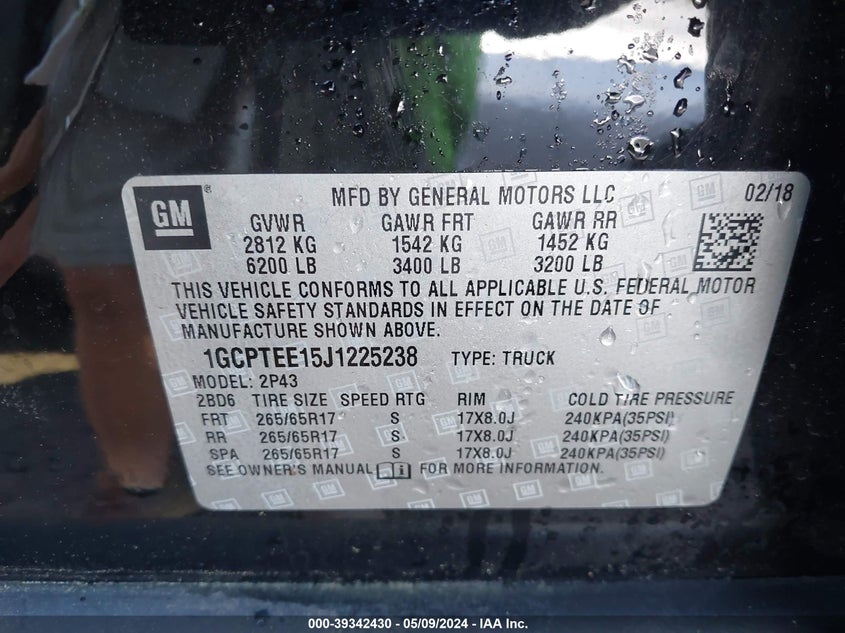 GM ® MFD BY GENERAL MOTORS LLC 02/18
GVWR GAWR FRT GAWR RR
2812 KG 1542 KG 1452 KG
6200 LB 3400 LB 3200 LB
THIS VEHICLE CONFORMS TO ALL APPLICABLE U.S. FEDERAL MOTOR
VEHICLE SAFETY STANDARDS IN EFFECT ON THE DATE OF
MANUFACTURE SHOWN ABOVE.
1GCPTEE15J1225238 TYPE: TRUCK
MODEL: 2P43
2BD6 TIRE SIZE SPEED RTG RIM COLD TIRE PRESSURE
FRT 265/65R17 S 17X8.0J 240KPA(35PSI)
RR 265/65R17 S 17X8.0J 240KPA(35PSI)
SPA 265/65R17 S 17X8.0J 240KPA(35PSI)
SEE OWNER'S MANUAL i FOR MORE INFORMATION.
000-39342430 - 05/09/2024 - IAA Inc.